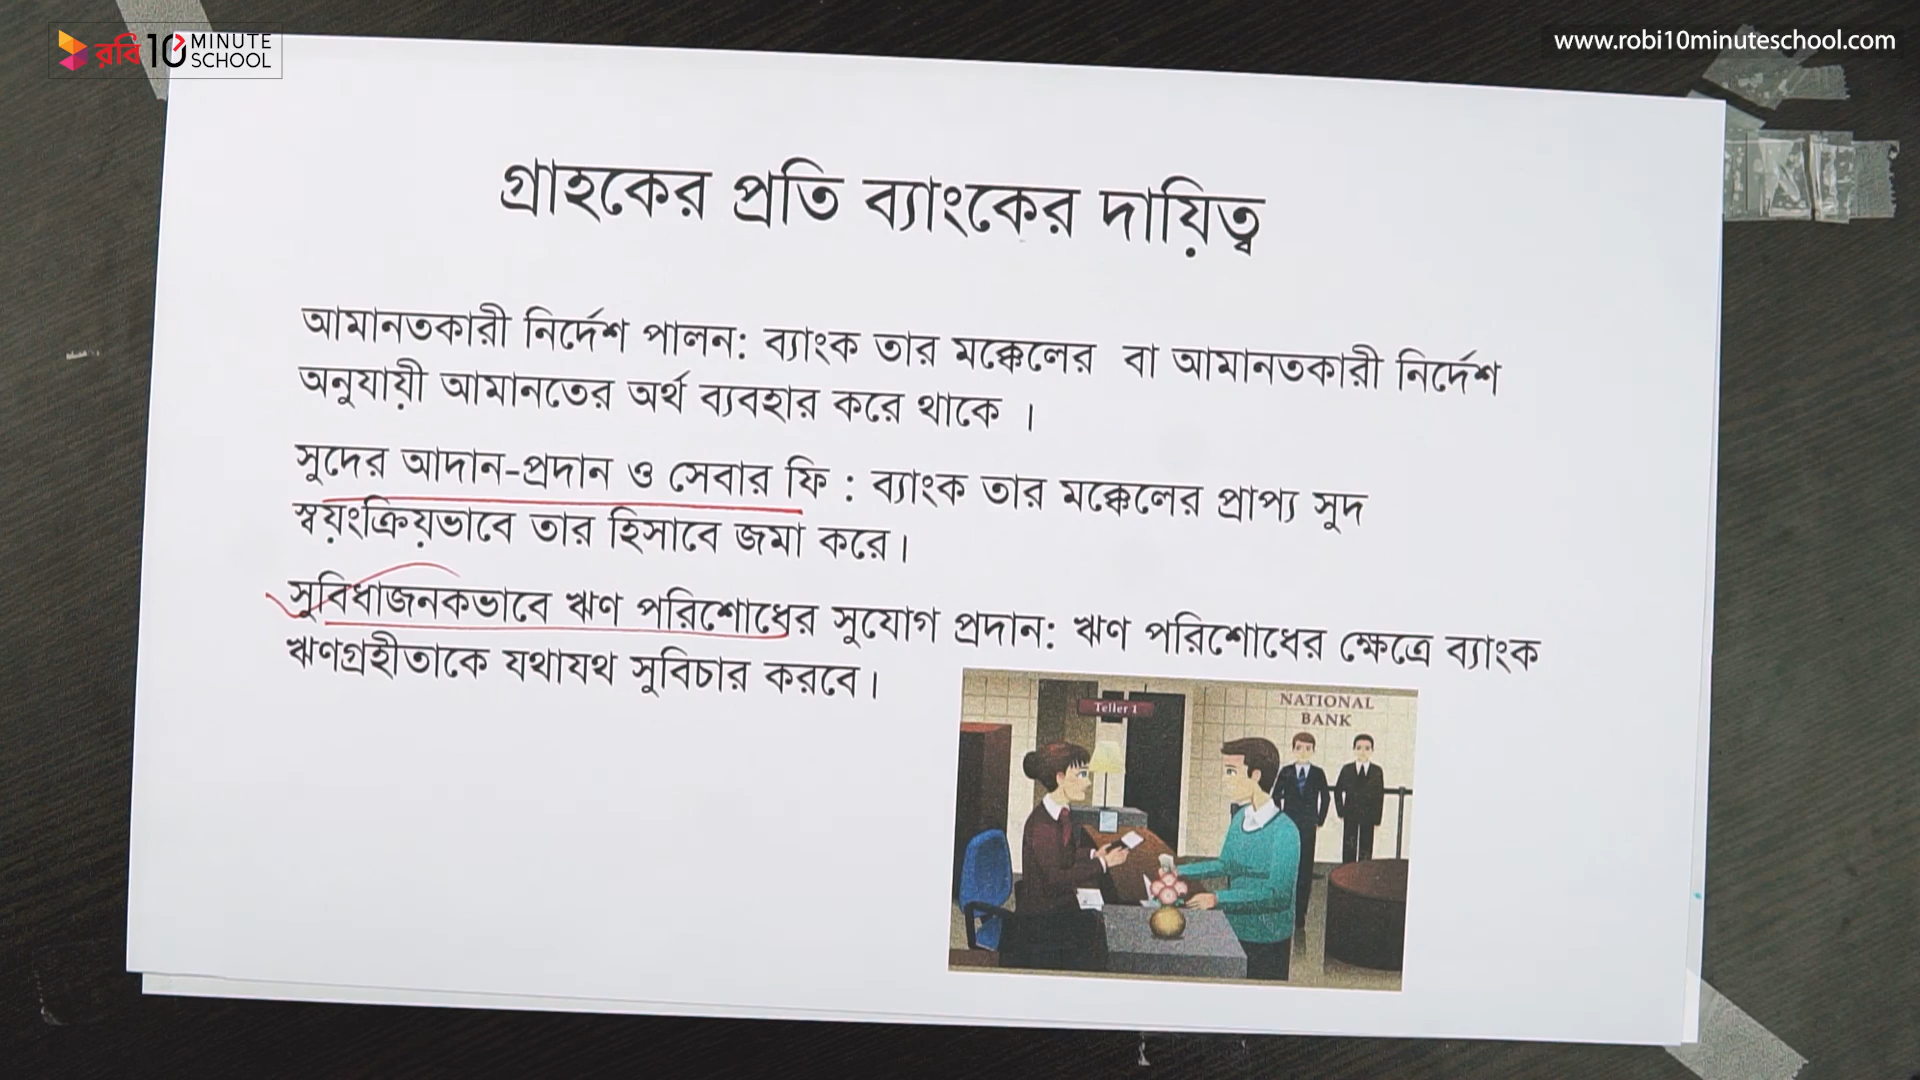 রবি 10 MINUTE SCHOOL
www.robi10minuteschool.com
গ্রাহকের প্রতি ব্যাংকের দায়িত্ব
আমানতকারী নির্দেশ পালন: ব্যাংক তার মক্কেলের বা আমানতকারী নির্দেশ
অনুযায়ী আমানতের অর্থ ব্যবহার করে থাকে ।
সুদের আদান-প্রদান ও সেবার ফি : ব্যাংক তার মক্কেলের প্রাপ্য সুদ
স্বয়ংক্রিয়ভাবে তার হিসাবে জমা করে।
সুবিধাজনকভাবে ঋণ পরিশোধের সুযোগ প্রদান: ঋণ পরিশোধের ক্ষেত্রে ব্যাংক
ঋণগ্রহীতাকে যথাযথ সুবিচার করবে।
Teller 1
NATIONAL
BANK